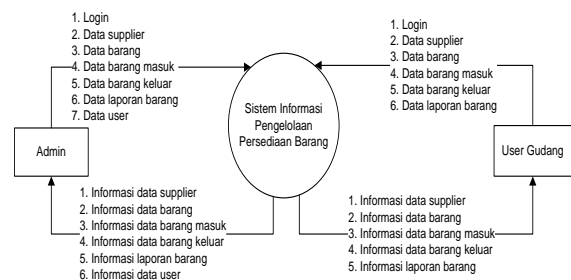 1. Login
2. Data supplier
3. Data barang
4. Data barang masuk
5. Data barang keluar
6. Data laporan barang
7. Data user
1. Login
2. Data supplier
3. Data barang
4. Data barang masuk
5. Data barang keluar
6. Data laporan barang
Sistem Informasi
Pengelolaan
Persediaan Barang
Admin
User Gudang
1. Informasi data supplier
2. Informasi data barang
3. Informasi data barang masuk
4. Informasi data barang keluar
5. Informasi laporan barang
6. Informasi data user
1. Informasi data supplier
2. Informasi data barang
3. Informasi data barang masuk
4. Informasi data barang keluar
5. Informasi laporan barang